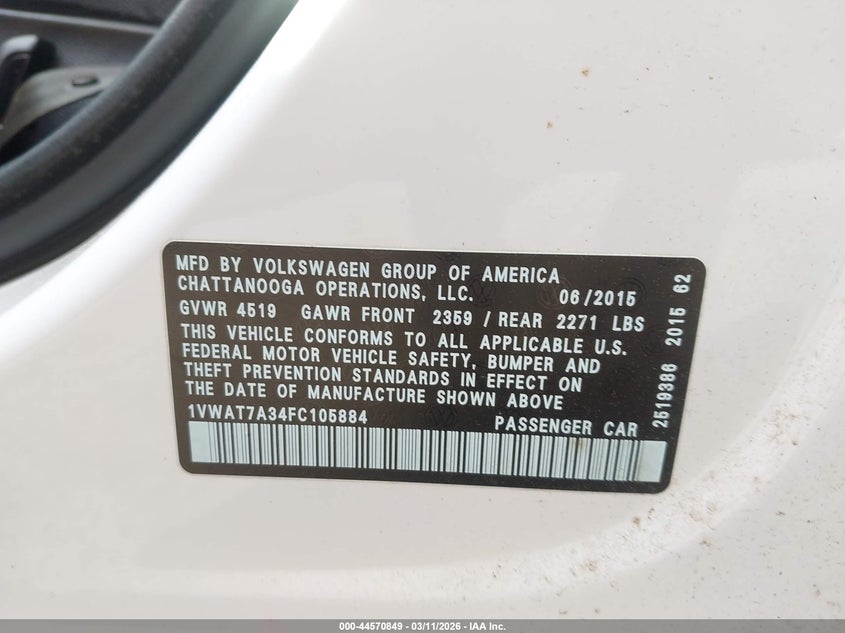 MFD BY VOLKSWAGEN GROUP OF AMERICA
CHATTANOOGA OPERATIONS, LLC. 06/2015
GVWR 4519 GAWR FRONT 2359 / REAR 2271 LBS
THIS VEHICLE CONFORMS TO ALL APPLICABLE U.S.
FEDERAL MOTOR VEHICLE SAFETY, BUMPER AND
THEFT PREVENTION STANDARDS IN EFFECT ON
THE DATE OF MANUFACTURE SHOWN ABOVE
1VWAT7A34FC105884 PASSENGER CAR
2519386 2015 62
000-44570849 - 03/11/2026 - IAA Inc.